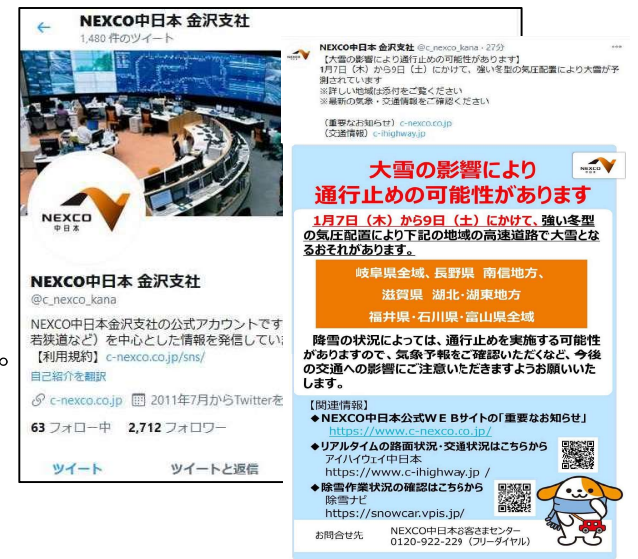 NEXCO中日本 金沢支社
1,480 件のツイート
NEXCO
中日本
NEXCO中日本 金沢支社
@c_nexco_kana
NEXCO中日本金沢支社の公式アカウントです
若狭道など）を中心とした情報を発信してい
【利用規約】c-nexco.co.jp/sns/
自己紹介を翻訳
c-nexco.co.jp 2011年7月からTwitterを
63 フォロー中 2,712 フォロワー
ツイート ツイートと返信
。
NEXCO中日本 金沢支社 @c_nexco_kana・27分
【大雪の影響により通行止めの可能性があります】
1月7日（木）から9日（土）にかけて、強い冬型の気圧配置により大雪が予
測されています
※詳しい地域は添付をご覧ください
※最新の気象・交通情報をご確認ください
（重要なお知らせ）c-nexco.co.jp
（交通情報）c-ihighway.jp
NEXCO
中日本
大雪の影響により
通行止めの可能性があります
1月7日（木）から9日（土）にかけて、強い冬型
の気圧配置により下記の地域の高速道路で大雪とな
るおそれがあります。
岐阜県全域、長野県 南信地方、
滋賀県 湖北・湖東地方
福井県・石川県・富山県全域
降雪の状況によっては、通行止めを実施する可能性
がありますので、気象予報をご確認いただくなど、今後
の交通への影響にご注意いただきますようお願いいた
します。
【関連情報】
◆NEXCO中日本公式ＷＥＢサイトの「重要なお知らせ」
https://www.c-nexco.co.jp/
◆リアルタイムの路面状況・交通状況はこちらから
アイハイウェイ中日本
https://www.c-ihighway.jp /
◆除雪作業状況の確認はこちらから
除雪ナビ
https://snowcar.vpis.jp/
お問合せ先 NEXCO中日本お客さまセンター
0120-922-229（フリーダイヤル）